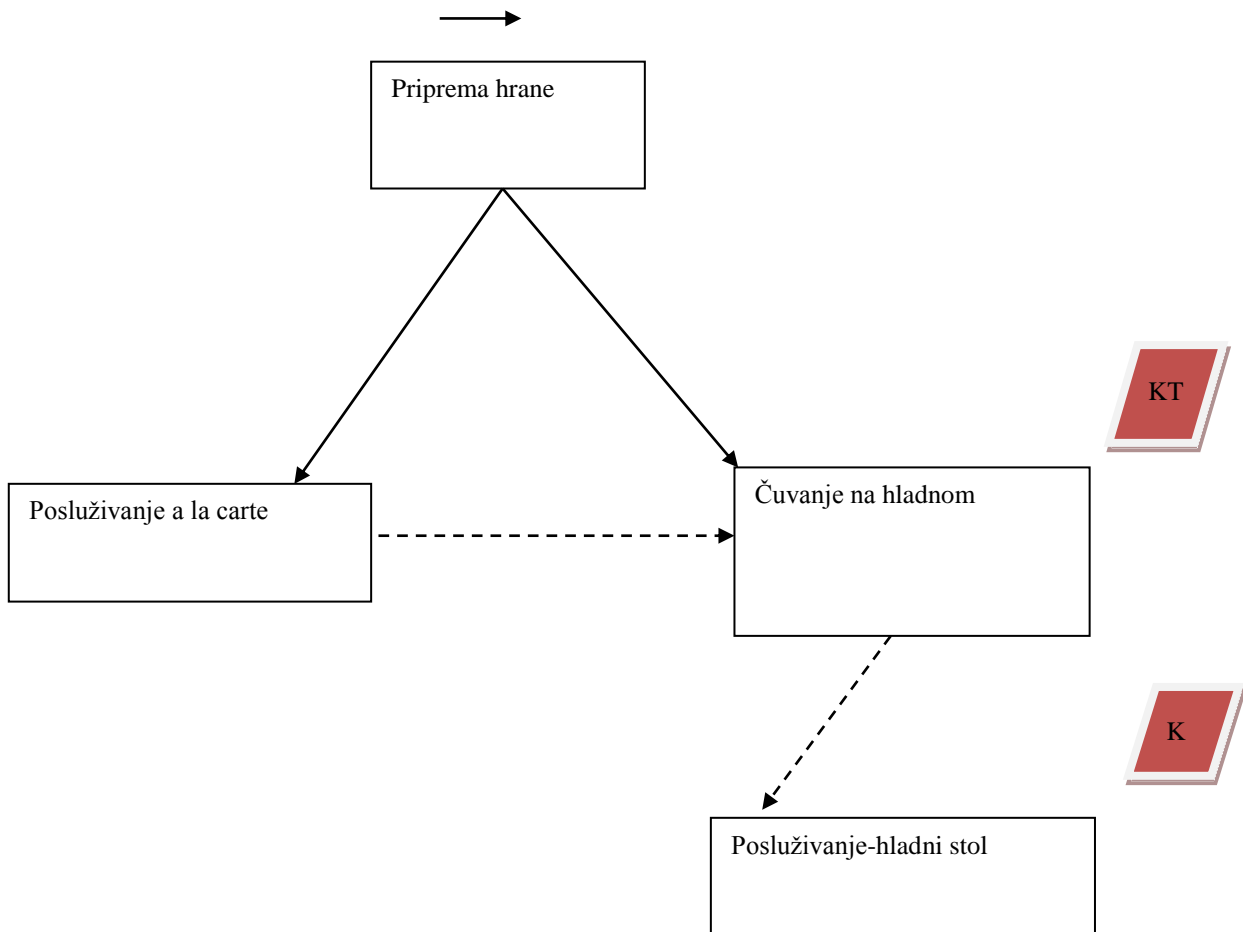 Priprema hrane
KT
Posluživanje a la carte
Čuvanje na hladnom
K
Posluživanje-hladni stol